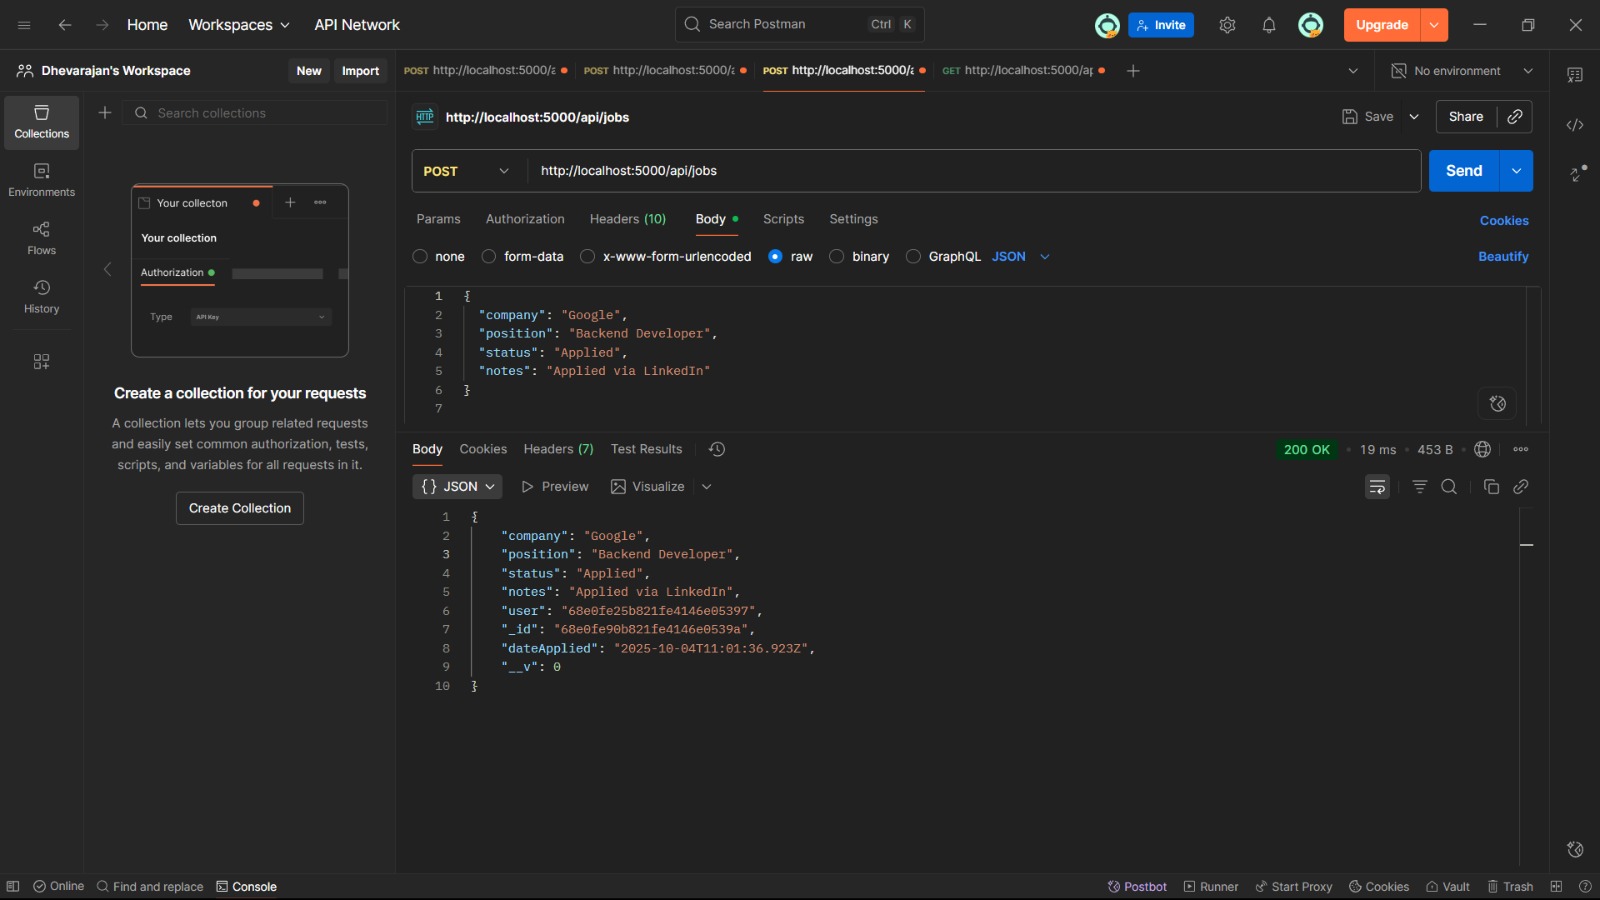 Home Workspaces API Network Search Postman Ctrl K Invite Upgrade
Dhevarajan's Workspace New Import
POST http://localhost:5000/a POST http://localhost:5000/a POST http://localhost:5000/a GET http://localhost:5000/ap No environment
Collections
Environments
Flows
History
Search collections
Your collecton
Your collection
Authorization
Type API Key
Create a collection for your requests
A collection lets you group related requests
and easily set common authorization, tests,
scripts, and variables for all requests in it.
Create Collection
HTTP http://localhost:5000/api/jobs Save Share
POST http://localhost:5000/api/jobs Send
Params Authorization Headers (10) Body Scripts Settings Cookies
none form-data x-www-form-urlencoded raw binary GraphQL JSON Beautify
1 {
2 "company": "Google",
3 "position": "Backend Developer",
4 "status": "Applied",
5 "notes": "Applied via LinkedIn"
6 }
7
Body Cookies Headers (7) Test Results 200 OK 19 ms 453 B
{} JSON Preview Visualize
1 {
2 "company": "Google",
3 "position": "Backend Developer",
4 "status": "Applied",
5 "notes": "Applied via LinkedIn",
6 "user": "68e0fe25b821fe4146e05397",
7 "_id": "68e0fe90b821fe4146e0539a",
8 "dateApplied": "2025-10-04T11:01:36.923Z",
9 "__v": 0
10 }
Online Find and replace Console Postbot Runner Start Proxy Cookies Vault Trash